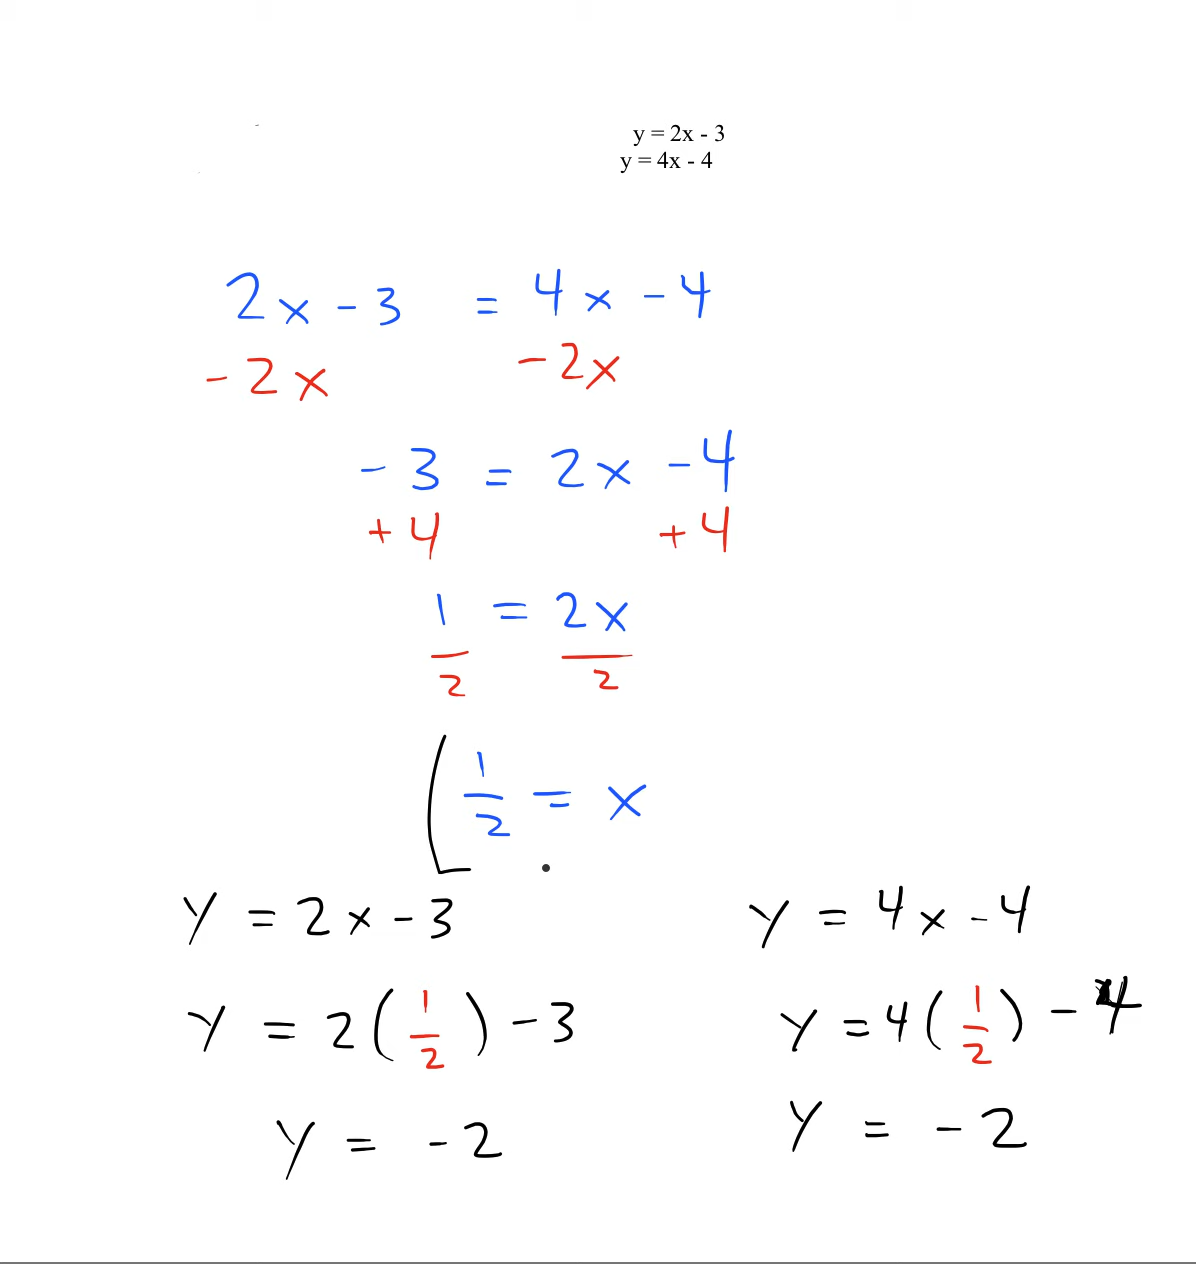 y = 2x - 3
y = 4x - 4
2x - 3 = 4x - 4
- 2x - 2x
- 3 = 2x - 4
+ 4 + 4
1 = 2x
2 2
1/2 = x
y = 2x - 3 y = 4x - 4
y = 2(1/2) - 3 y = 4(1/2) - 4
y = -2 y = -2